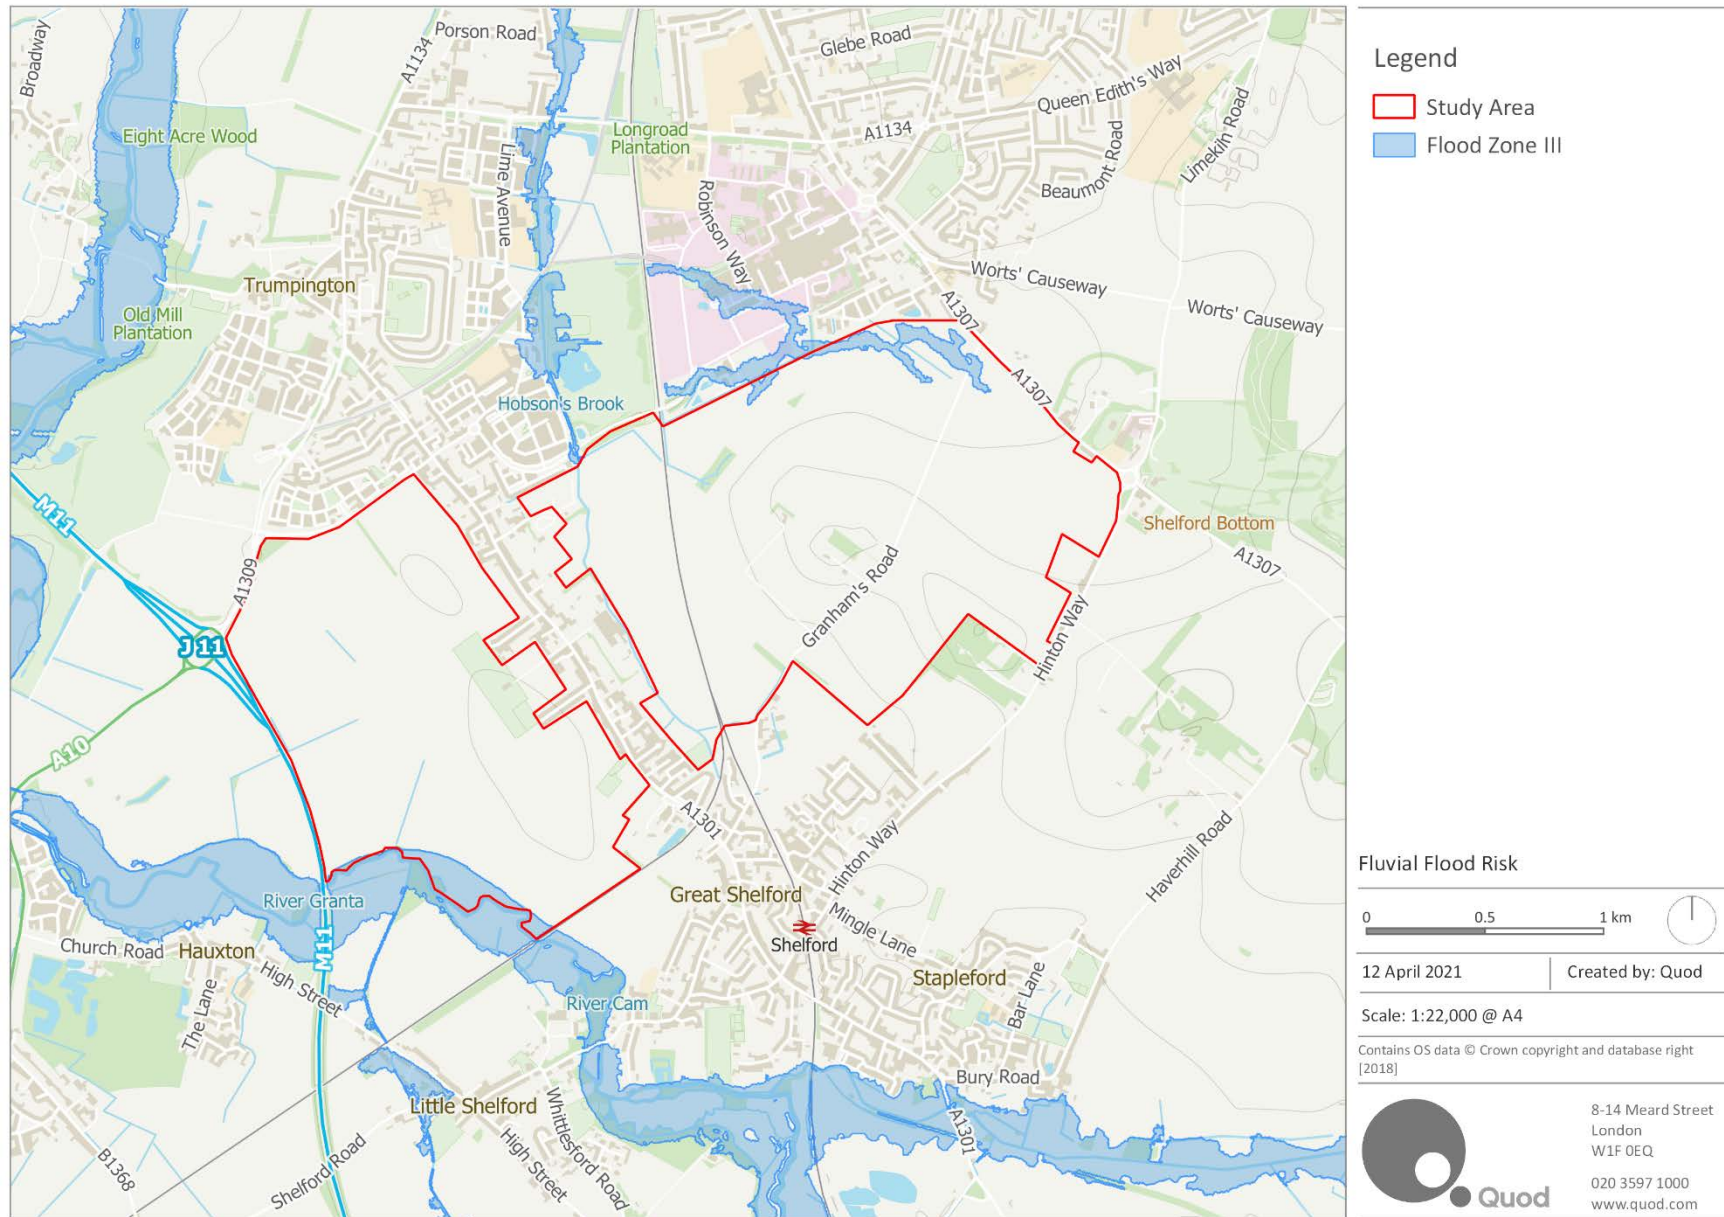 Broadway
A1134
Porson Road
Glebe Road
Queen Edith's Way
Eight Acre Wood
Lime Avenue
Longroad
Plantation
A1134
Beaumont Road
Limekiln Road
Robinson Way
Trumpington
Old Mill
Plantation
Worts' Causeway
Worts' Causeway
A1307
A1307
Hobson's Brook
M11
A1309
J 11
Shelford Bottom
A1307
Granham's Road
Hinton Way
A10
A1301
Hinton Way
Haverhill Road
River Granta
Great Shelford
Mingle Lane
Church Road
Hauxton
M11
Shelford
High Street
The Lane
Stapleford
River Cam
Bar Lane
Bury Road
Little Shelford
Whittlesford Road
A1301
High Street
B1368
Shelford Road
Legend
Study Area
Flood Zone III
Fluvial Flood Risk
0 0.5 1 km
12 April 2021
Created by: Quod
Scale: 1:22,000 @ A4
Contains OS data © Crown copyright and database right
[2018]
Quod
8-14 Meard Street
London
W1F 0EQ
020 3597 1000
www.quod.com